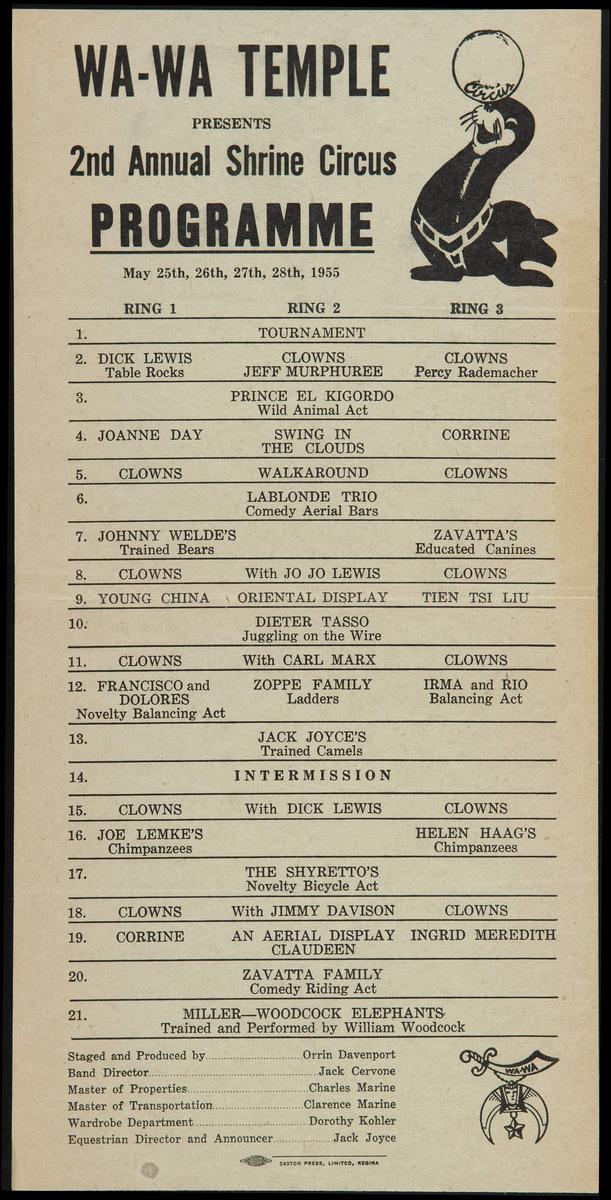 WA-WA TEMPLE
PRESENTS
2nd Annual Shrine Circus
PROGRAMME
May 25th, 26th, 27th, 28th, 1955
Circus
RING 1 RING 2 RING 3
1. TOURNAMENT
2. DICK LEWIS CLOWNS CLOWNS
Table Rocks JEFF MURPHUREE Percy Rademacher
3. PRINCE EL KIGORDO
Wild Animal Act
4. JOANNE DAY SWING IN CORRINE
THE CLOUDS
5. CLOWNS WALKAROUND CLOWNS
6. LABLONDE TRIO
Comedy Aerial Bars
7. JOHNNY WELDE'S ZAVATTA'S
Trained Bears Educated Canines
8. CLOWNS With JO JO LEWIS CLOWNS
9. YOUNG CHINA ORIENTAL DISPLAY TIEN TSI LIU
10. DIETER TASSO
Juggling on the Wire
11. CLOWNS With CARL MARX CLOWNS
12. FRANCISCO and ZOPPE FAMILY IRMA and RIO
DOLORES Ladders Balancing Act
Novelty Balancing Act
13. JACK JOYCE'S
Trained Camels
14. INTERMISSION
15. CLOWNS With DICK LEWIS CLOWNS
16. JOE LEMKE'S HELEN HAAG'S
Chimpanzees Chimpanzees
17. THE SHYRETTO'S
Novelty Bicycle Act
18. CLOWNS With JIMMY DAVISON CLOWNS
19. CORRINE AN AERIAL DISPLAY INGRID MEREDITH
CLAUDEEN
20. ZAVATTA FAMILY
Comedy Riding Act
21. MILLER—WOODCOCK ELEPHANTS
Trained and Performed by William Woodcock
Staged and Produced by Orrin Davenport
Band Director Jack Cervone
Master of Properties Charles Marine
Master of Transportation Clarence Marine
Wardrobe Department Dorothy Kohler
Equestrian Director and Announcer Jack Joyce
WA-WA
CAXTON PRESS, LIMITED, REGINA